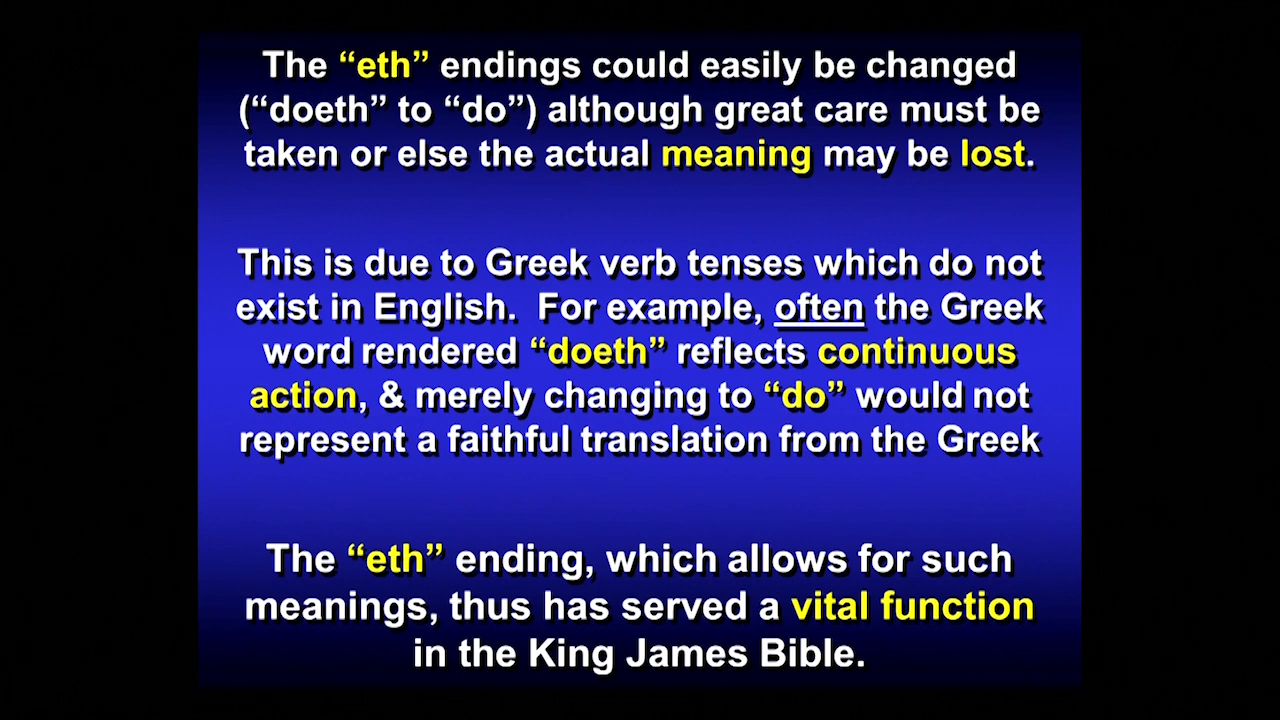 The “eth” endings could easily be changed
(“doeth” to “do”) although great care must be
taken or else the actual meaning may be lost.
This is due to Greek verb tenses which do not
exist in English.  For example, often the Greek
word rendered “doeth” reflects continuous
action, & merely changing to “do” would not
represent a faithful translation from the Greek
The “eth” ending, which allows for such
meanings, thus has served a vital function
in the King James Bible.